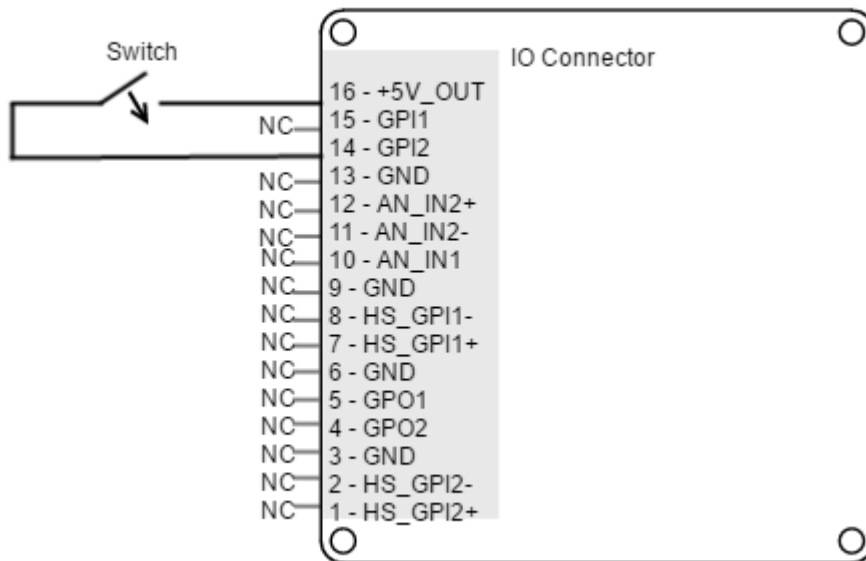 Switch
IO Connector
16 - +5V_OUT
NC 15 - GPI1
14 - GPI2
NC 13 - GND
NC 12 - AN_IN2+
NC 11 - AN_IN2-
NC 10 - AN_IN1
NC 9 - GND
NC 8 - HS_GPI1-
NC 7 - HS_GPI1+
NC 6 - GND
NC 5 - GPO1
NC 4 - GPO2
NC 3 - GND
NC 2 - HS_GPI2-
NC 1 - HS_GPI2+